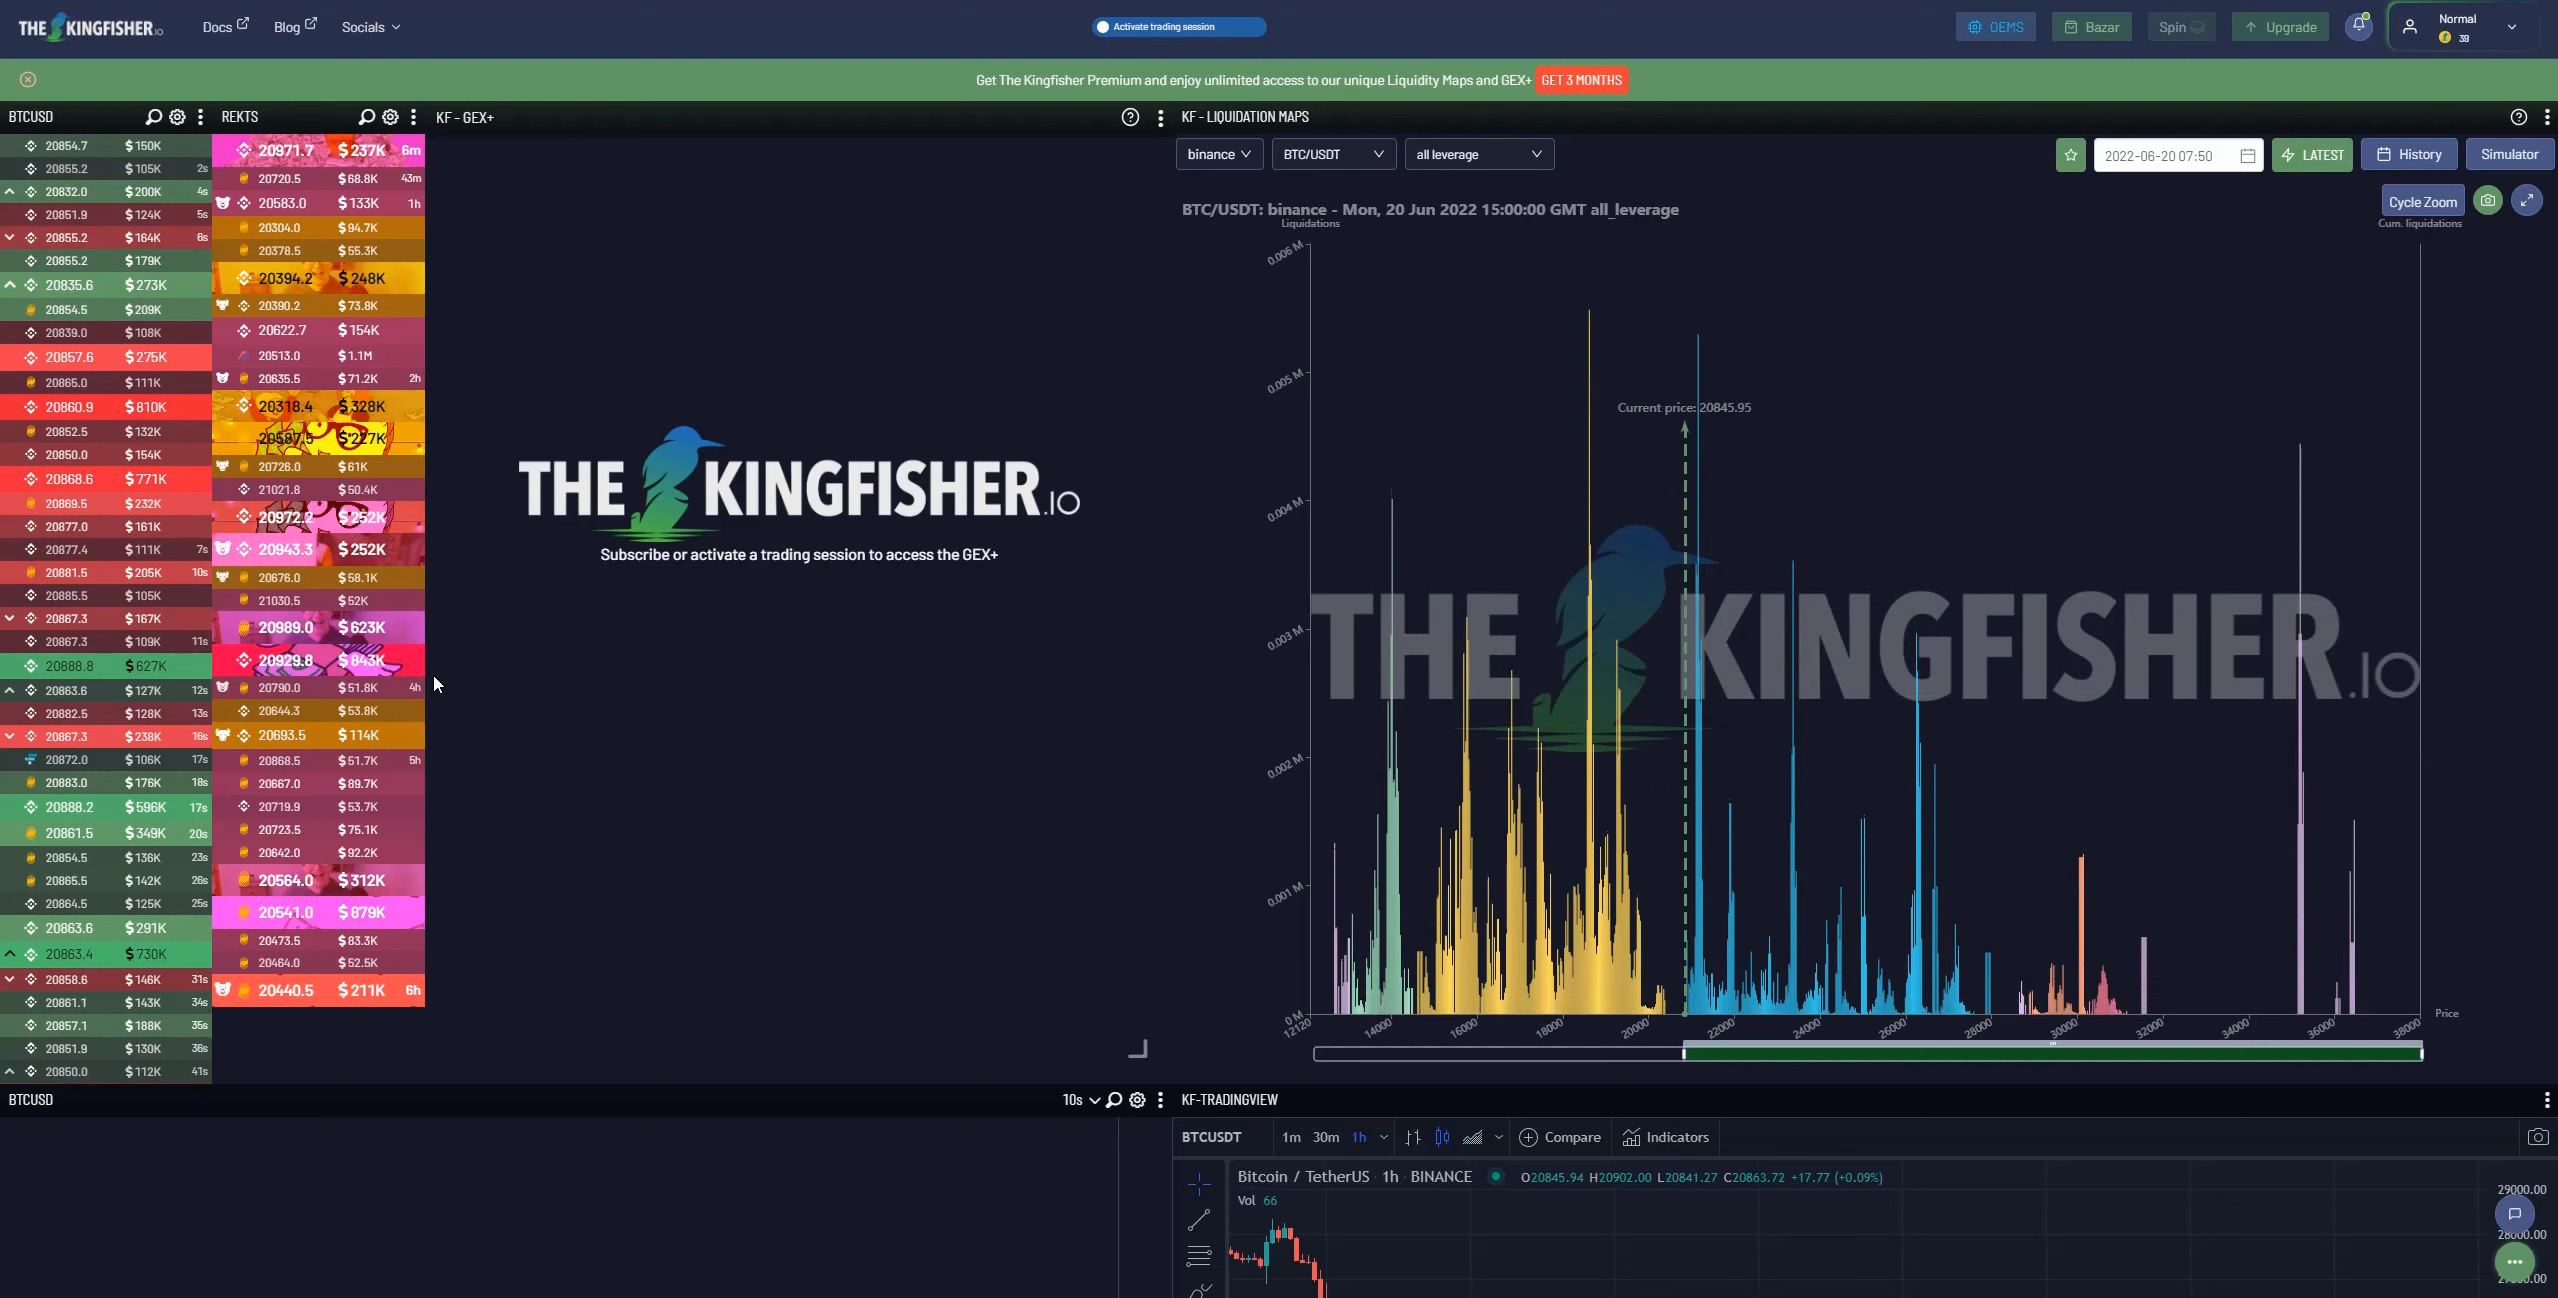 THE KINGFISHER.IO
Docs Blog Socials
Activate trading session
OEMS Bazar Spin Upgrade
Normal
39
Get The Kingfisher Premium and enjoy unlimited access to our unique Liquidity Maps and GEX+ GET 3 MONTHS
BTCUSD
20854.7 $150K
20855.2 $105K 2s
20832.0 $200K 4s
20851.9 $124K 5s
20855.2 $164K 6s
20855.2 $179K
20835.6 $273K
20854.5 $209K
20839.0 $108K
20857.6 $275K
20865.0 $111K
20860.9 $810K
20852.5 $132K
20850.0 $154K
20868.6 $771K
20869.5 $232K
20877.0 $161K
20877.4 $111K 7s
20881.5 $205K 10s
20885.5 $105K
20867.3 $167K
20867.3 $109K 11s
20888.8 $627K
20863.6 $127K 12s
20882.5 $128K 13s
20867.3 $238K 16s
20872.0 $106K 17s
20883.0 $176K 18s
20888.2 $596K 17s
20861.5 $349K 20s
20854.5 $136K 23s
20865.5 $142K 26s
20864.5 $125K 25s
20863.6 $291K
20863.4 $730K
20858.6 $146K 31s
20861.1 $143K 34s
20857.1 $188K 35s
20851.9 $130K 36s
20850.0 $112K 41s
REKTS
20971.7 $237K 6m
20720.5 $68.8K 43m
20583.0 $133K 1h
20304.0 $94.7K
20378.5 $55.3K
20394.2 $248K
20390.2 $73.8K
20622.7 $154K
20513.0 $1.1M
20635.5 $71.2K 2h
20318.4 $328K
20587.5 $227K
20726.0 $61K
21021.8 $50.4K
20972.2 $252K
20943.3 $252K
20676.0 $58.1K
21030.5 $52K
20989.0 $623K
20929.8 $843K
20790.0 $51.8K 4h
20644.3 $53.8K
20693.5 $114K
20868.5 $51.7K 5h
20667.0 $89.7K
20719.9 $53.7K
20723.5 $75.1K
20642.0 $92.2K
20564.0 $312K
20541.0 $879K
20473.5 $83.3K
20464.0 $52.5K
20440.5 $211K 6h
KF - GEX+
THE KINGFISHER.IO
Subscribe or activate a trading session to access the GEX+
KF - LIQUIDATION MAPS
binance BTC/USDT all leverage
2022-06-20 07:50 LATEST History Simulator
Cycle Zoom
BTC/USDT: binance - Mon, 20 Jun 2022 15:00:00 GMT all_leverage
Liquidations Cum. liquidations
0.006 M
0.005 M
Current price: 20845.95
0.004 M
0.003 M
THE KINGFISHER.IO
0.002 M
0.001 M
0 M
12120 14000 16000 18000 20000 22000 24000 26000 28000 30000 32000 34000 36000 38000
Price
BTCUSD 10s
KF-TRADINGVIEW
BTCUSDT 1m 30m 1h Compare Indicators
Bitcoin / TetherUS · 1h · BINANCE O20845.94 H20902.00 L20841.27 C20863.72 +17.77 (+0.09%)
Vol 66
29000.00